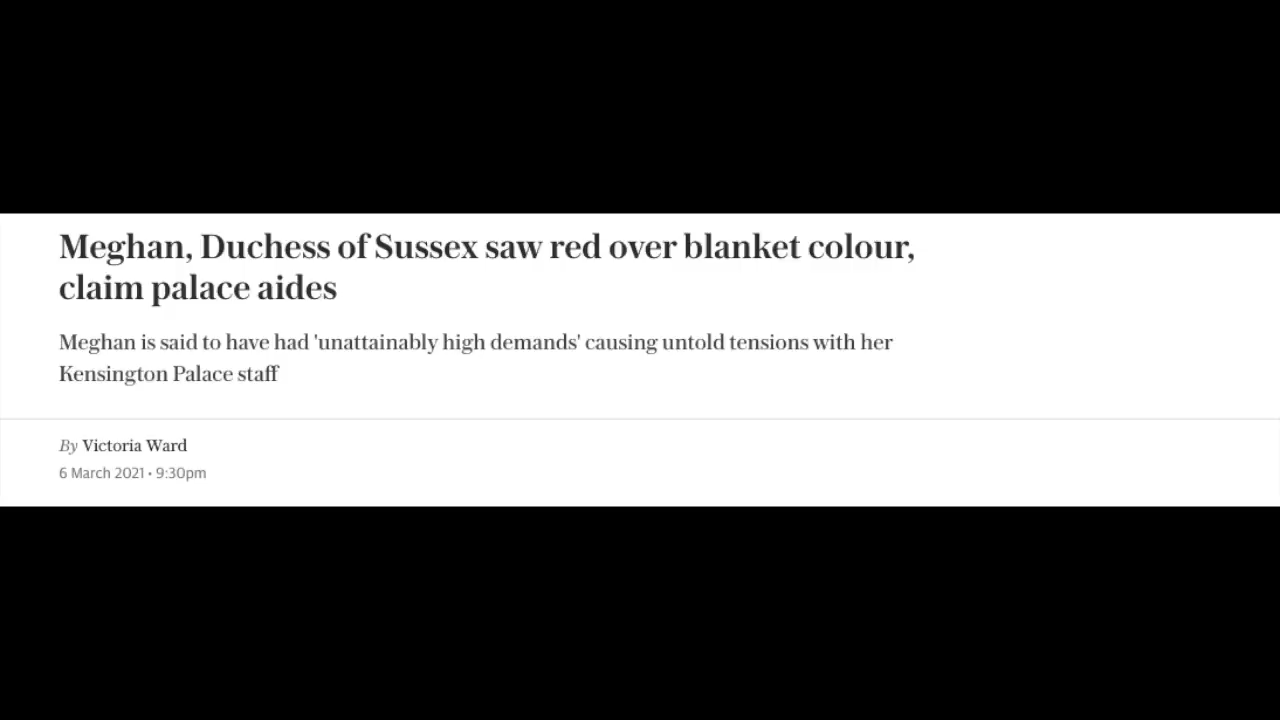 Meghan, Duchess of Sussex saw red over blanket colour,
claim palace aides
Meghan is said to have had 'unattainably high demands' causing untold tensions with her
Kensington Palace staff
By Victoria Ward
6 March 2021 • 9:30pm